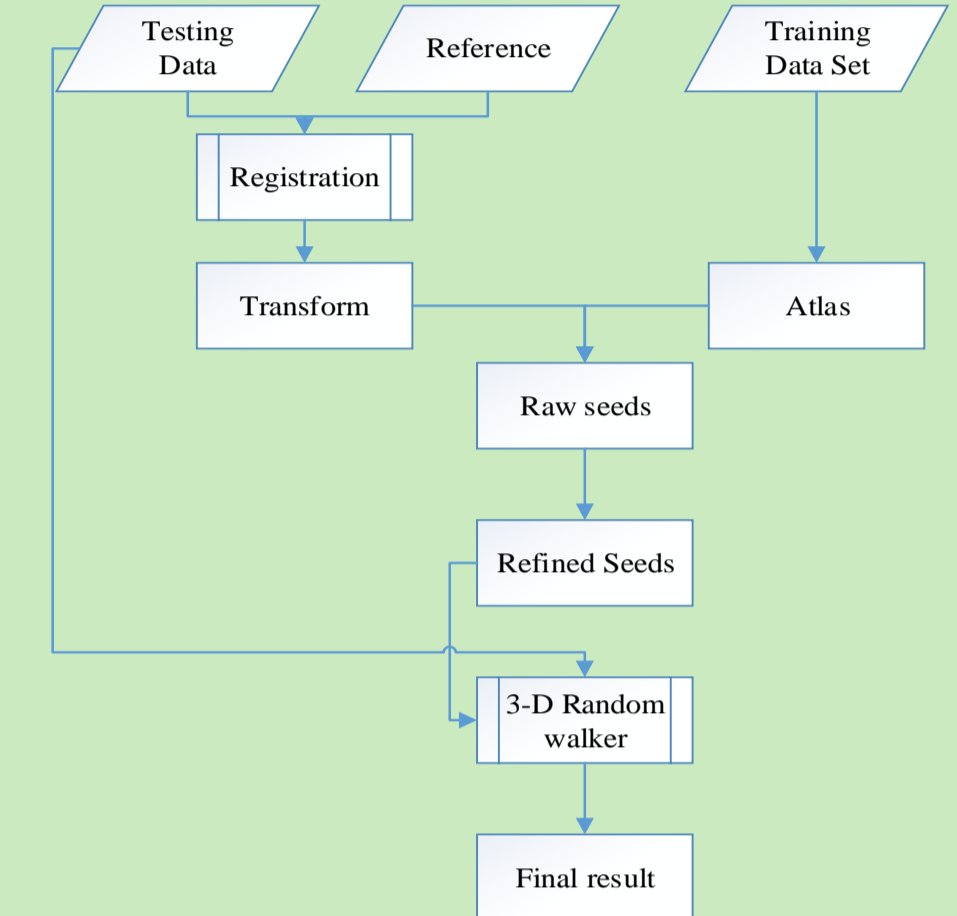 Testing
Data
Reference
Training
Data Set
Registration
Transform
Atlas
Raw seeds
Refined Seeds
3-D Random
walker
Final result